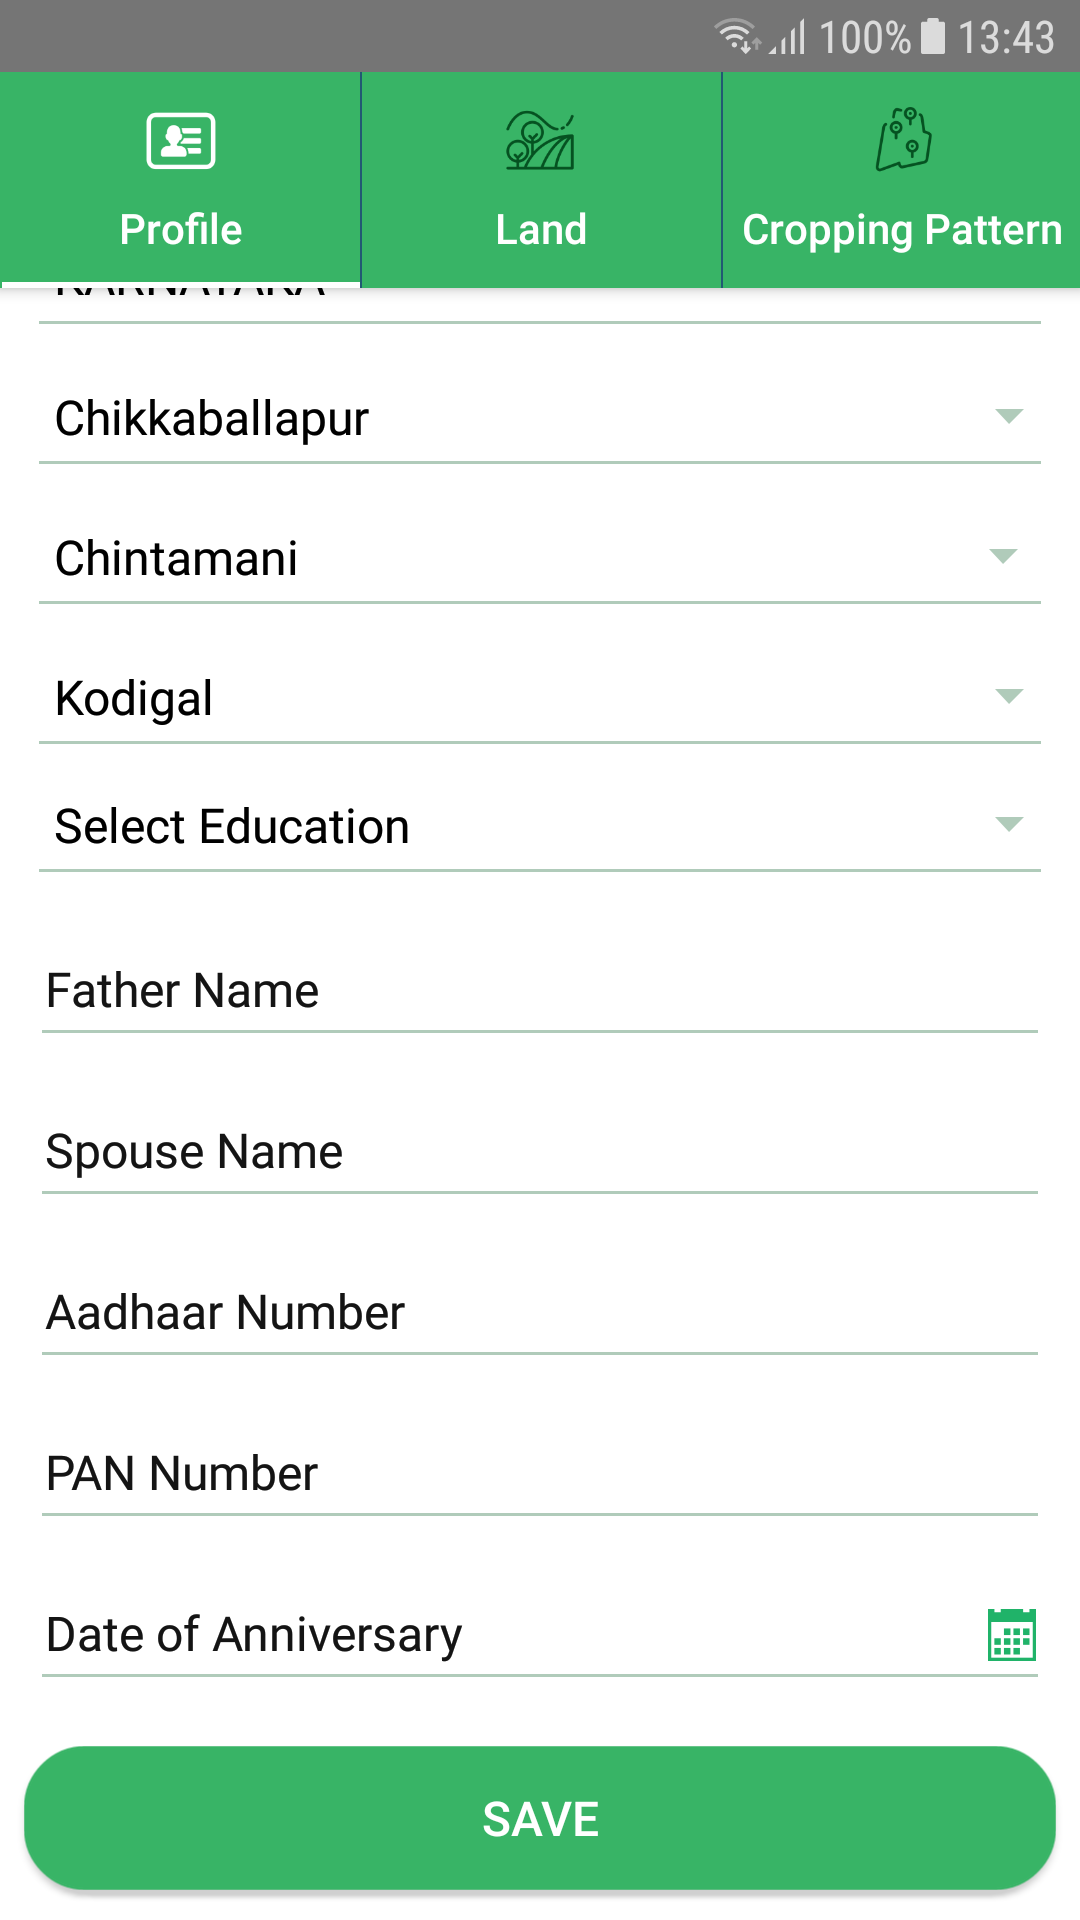 100% 13:43
Profile
Land
Cropping Pattern
KARNATAKA
Chikkaballapur
Chintamani
Kodigal
Select Education
Father Name
Spouse Name
Aadhaar Number
PAN Number
Date of Anniversary
SAVE